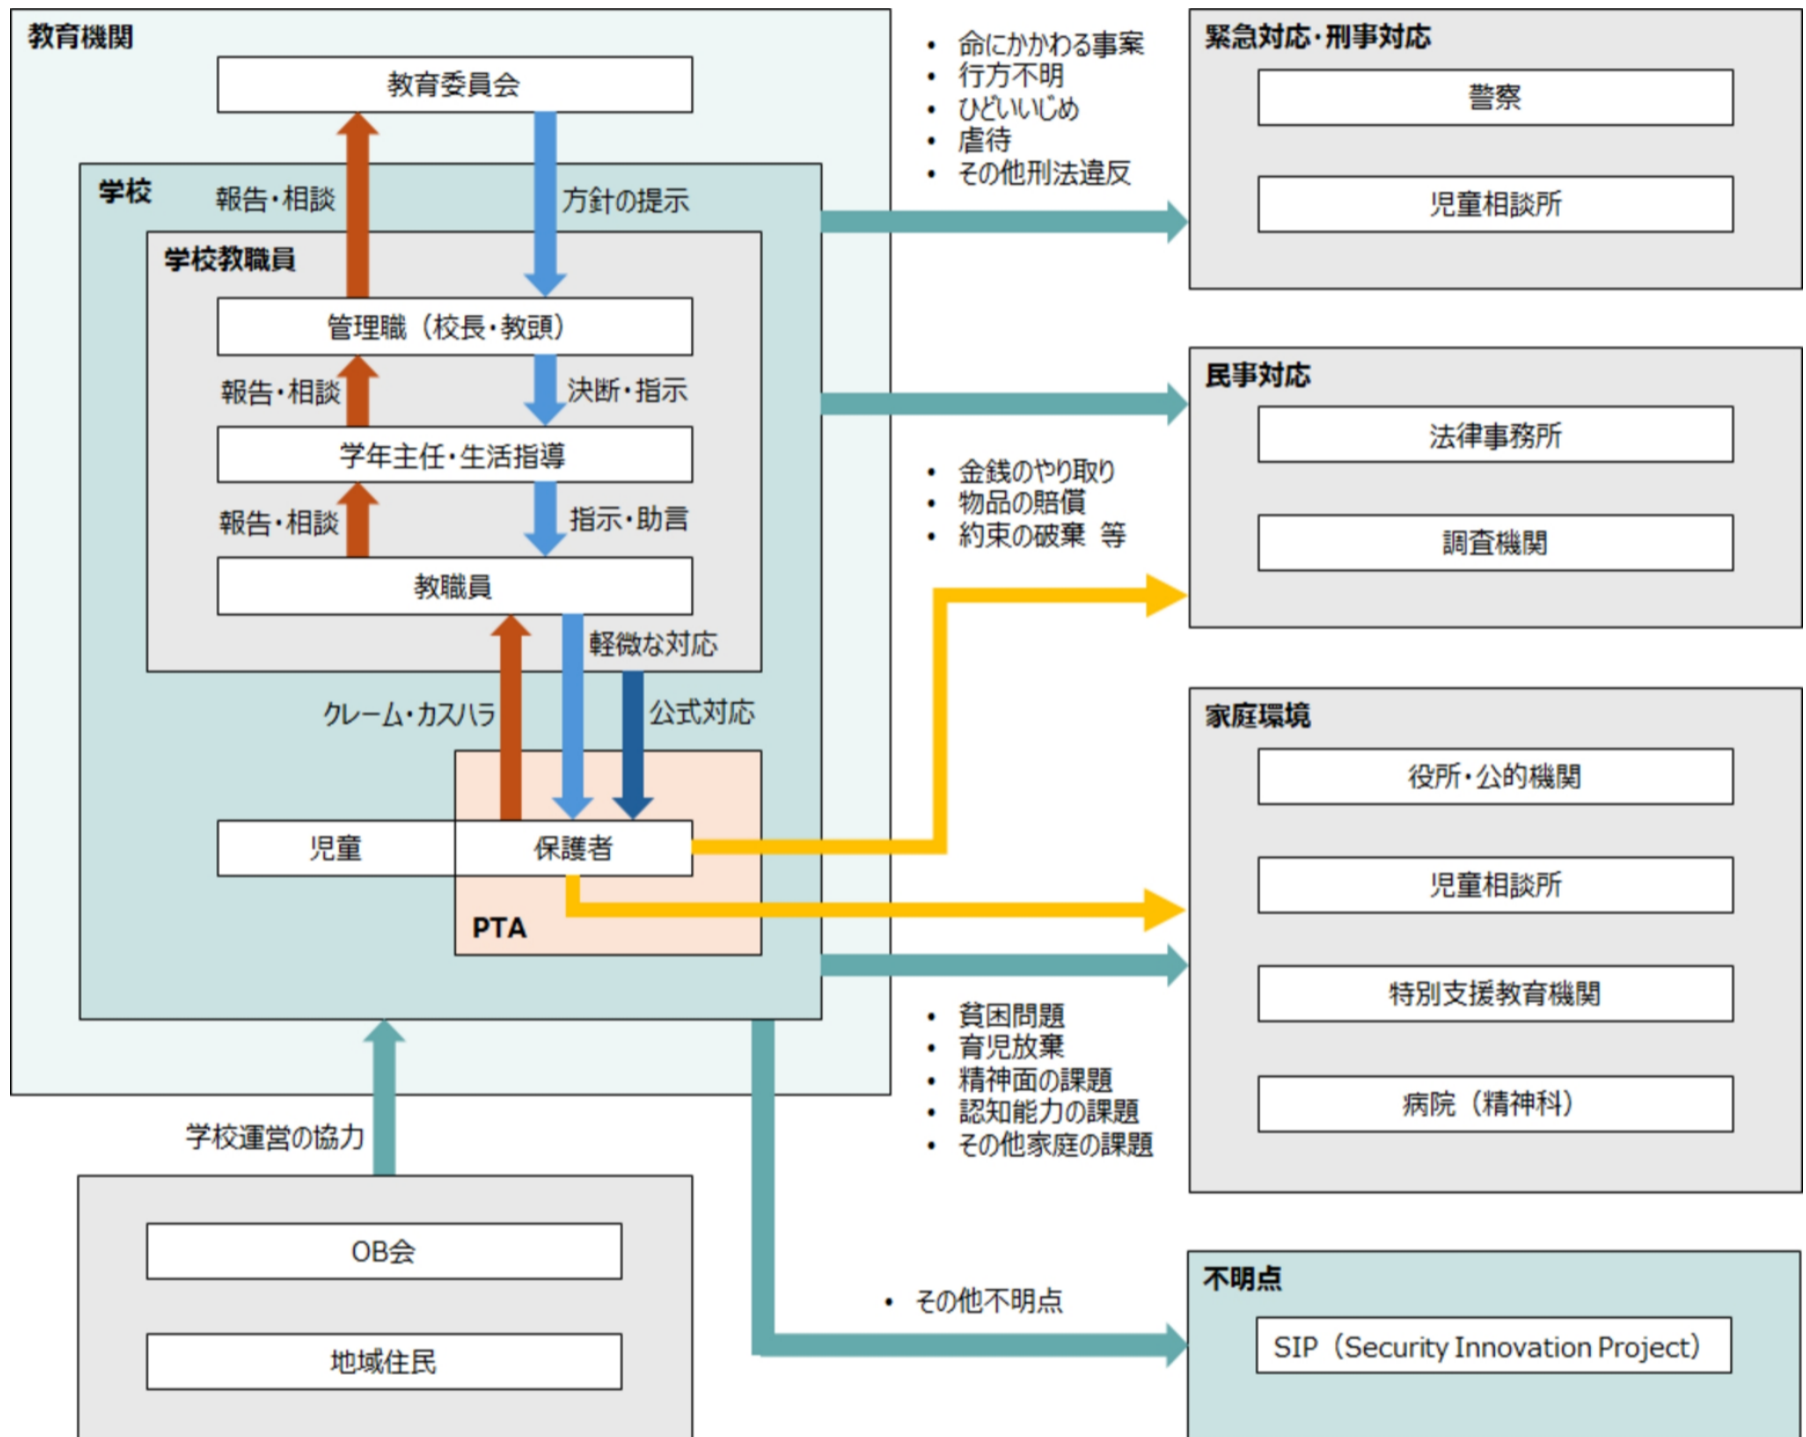 教育機関
教育委員会
学校
報告・相談
方針の提示
学校教職員
管理職（校長・教頭）
報告・相談
決断・指示
学年主任・生活指導
報告・相談
指示・助言
教職員
軽微な対応
クレーム・カスハラ
公式対応
児童
保護者
PTA
学校運営の協力
OB会
地域住民
• 命にかかわる事案
• 行方不明
• ひどいいじめ
• 虐待
• その他刑法違反
緊急対応・刑事対応
警察
児童相談所
• 金銭のやり取り
• 物品の賠償
• 約束の破棄 等
民事対応
法律事務所
調査機関
家庭環境
役所・公的機関
児童相談所
特別支援教育機関
病院（精神科）
• 貧困問題
• 育児放棄
• 精神面の課題
• 認知能力の課題
• その他家庭の課題
• その他不明点
不明点
SIP（Security Innovation Project）